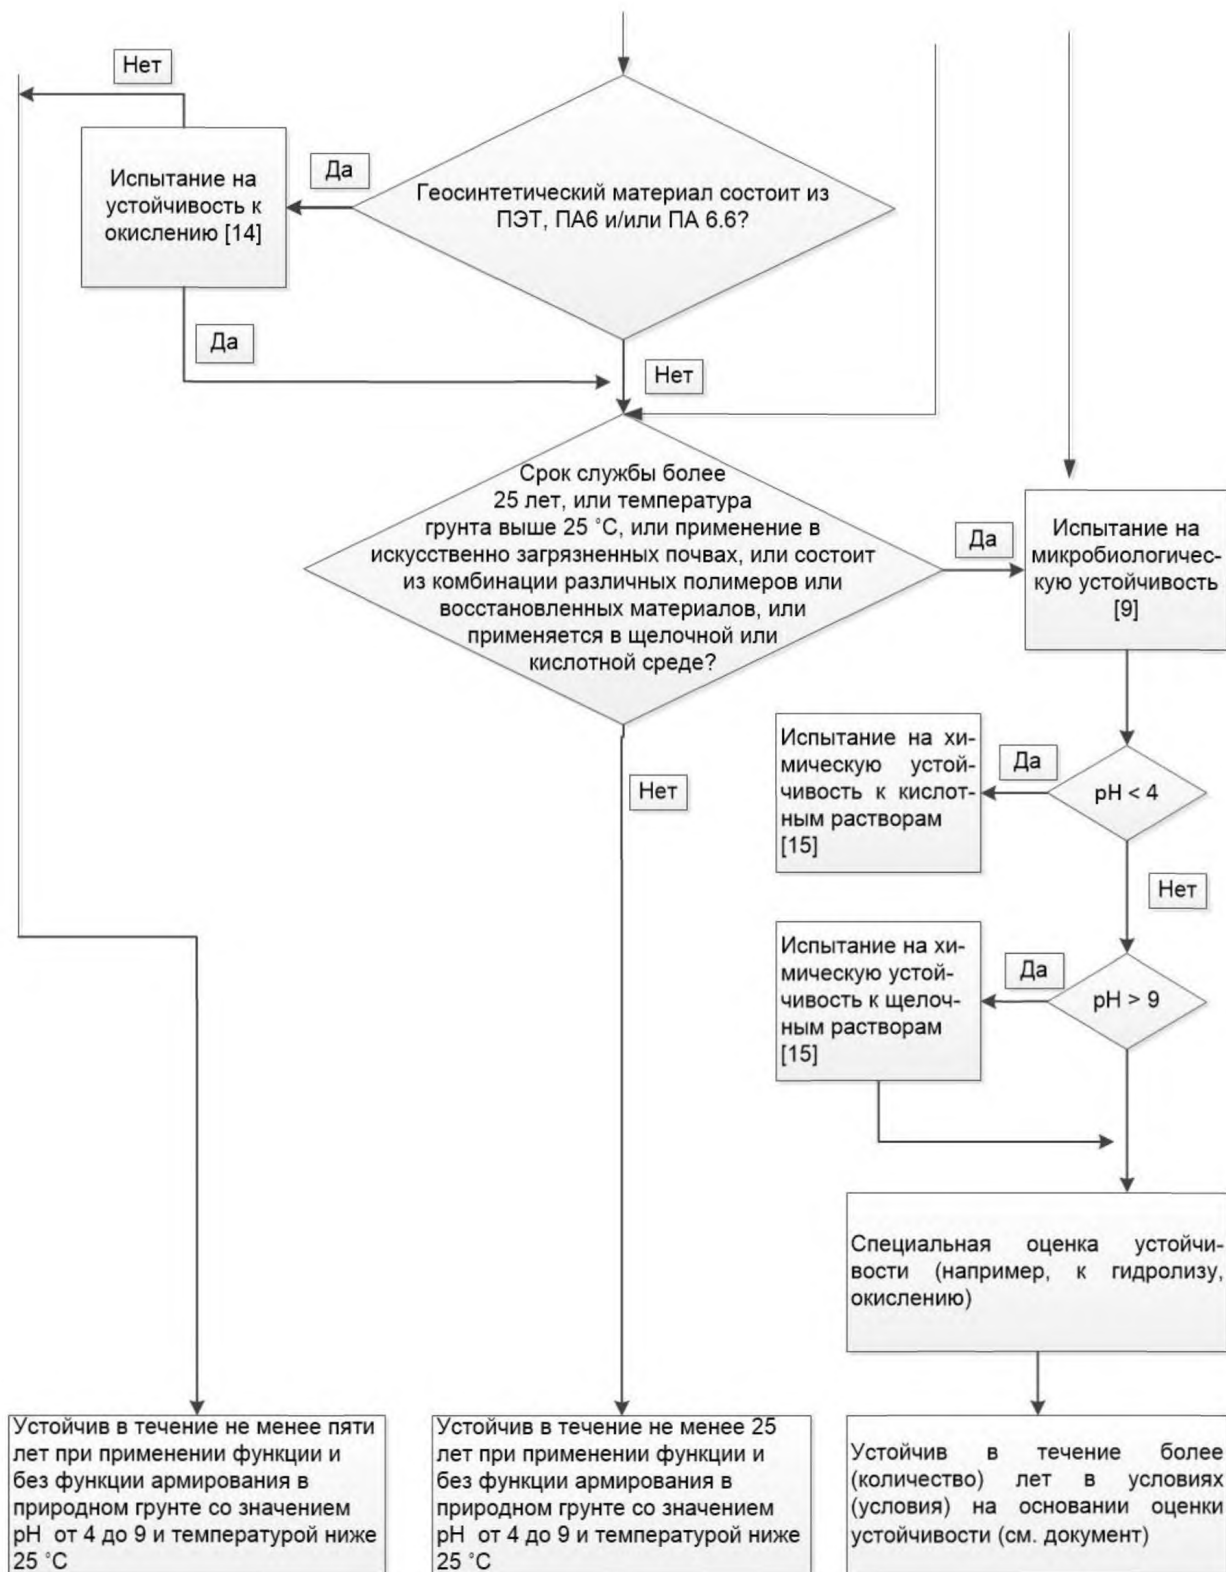 Нет
Испытание на
устойчивость к
окислению [14]
Да
Геосинтетический материал состоит из
ПЭТ, ПА6 и/или ПА 6.6?
Да
Нет
Срок службы более
25 лет, или температура
грунта выше 25 °С, или применение в
искусственно загрязненных почвах, или состоит
из комбинации различных полимеров или
восстановленных материалов, или
применяется в щелочной или
кислотной среде?
Да
Испытание на
микробиологичес-
кую устойчивость
[9]
Нет
Испытание на хи-
мическую устой-
чивость к кислот-
ным растворам
[15]
Да
pH < 4
Нет
Испытание на хи-
мическую устой-
чивость к щелоч-
ным растворам
[15]
Да
pH > 9
Специальная оценка устойчи-
вости (например, к гидролизу,
окислению)
Устойчив в течение не менее пяти
лет при применении функции и
без функции армирования в
природном грунте со значением
pH от 4 до 9 и температурой ниже
25 °С
Устойчив в течение не менее 25
лет при применении функции и
без функции армирования в
природном грунте со значением
pH от 4 до 9 и температурой ниже
25 °С
Устойчив в течение более
(количество) лет в условиях
(условия) на основании оценки
устойчивости (см. документ)